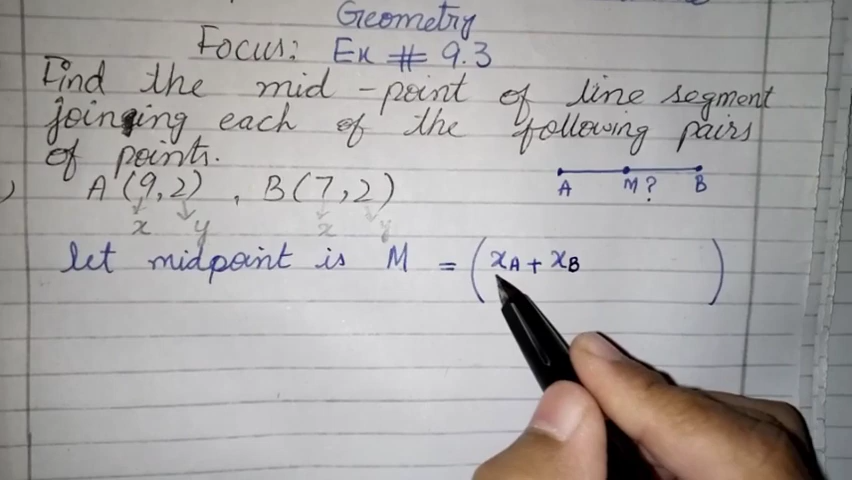 Geometry
Focus: Ex # 9.3
Find the mid-point of line segment
joining each of the following pairs
of points.
) A (9,2) , B(7,2)
A M? B
x y x y
let midpoint is M = (xA + xB )